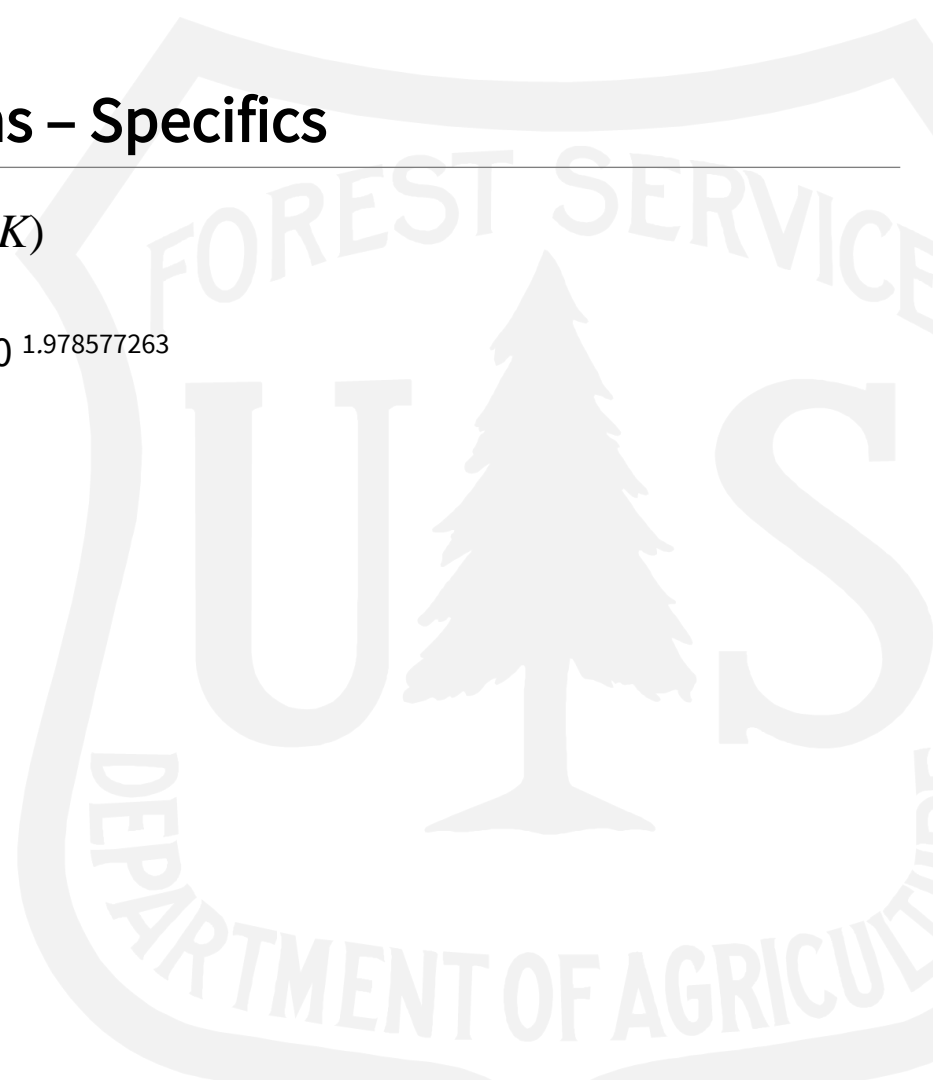 ns – Specifics
K)
0 1.978577263
FOREST SERVICE
U S
DEPARTMENT OF AGRICULTURE